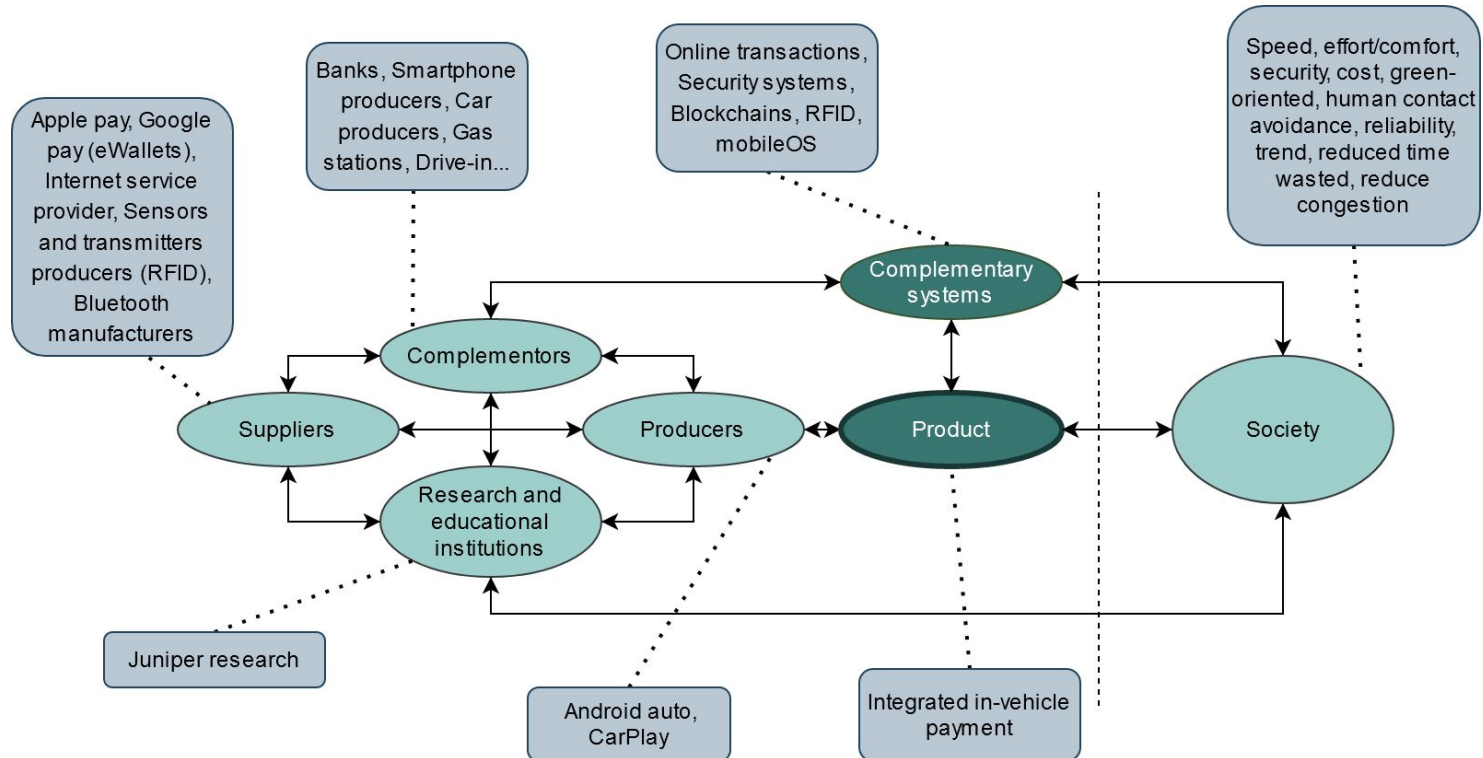 Apple pay, Google
pay (eWallets),
Internet service
provider, Sensors
and transmitters
producers (RFID),
Bluetooth
manufacturers
Banks, Smartphone
producers, Car
producers, Gas
stations, Drive-in...
Online transactions,
Security systems,
Blockchains, RFID,
mobileOS
Speed, effort/comfort,
security, cost, green-
oriented, human contact
avoidance, reliability,
trend, reduced time
wasted, reduce
congestion
Complementary
systems
Complementors
Suppliers
Producers
Product
Society
Research and
educational
institutions
Juniper research
Android auto,
CarPlay
Integrated in-vehicle
payment